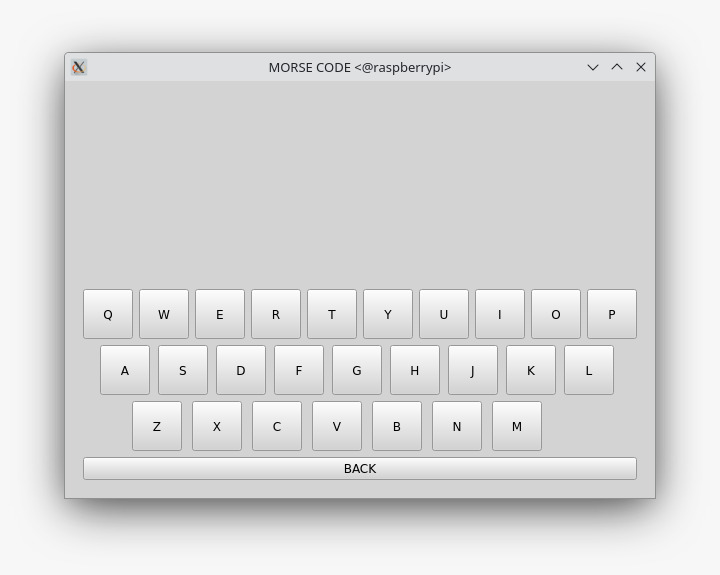 MORSE CODE <@raspberrypi>
Q W E R T Y U I O P
A S D F G H J K L
Z X C V B N M
BACK